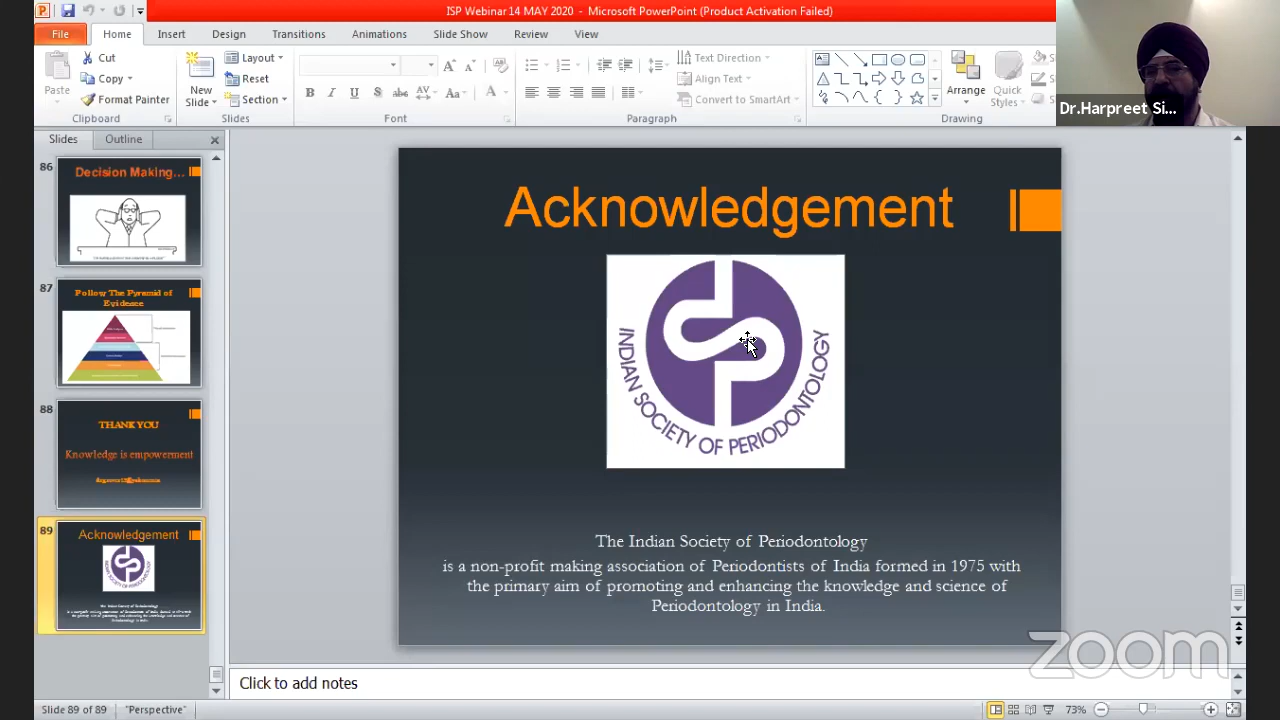 ISP Webinar 14 MAY 2020 - Microsoft PowerPoint (Product Activation Failed)
File Home Insert Design Transitions Animations Slide Show Review View
Paste
Cut
Copy
Format Painter
Clipboard
New
Slide
Layout
Reset
Section
Slides
B I U S abc AV Aa A
Font
Text Direction
Align Text
Convert to SmartArt
Paragraph
Arrange
Quick
Styles
Drawing
Dr.Harpreet Si...
Slides Outline
86
Decision Making...
87
Follow The Pyramid of
Evidence
88
THANK YOU
Knowledge is empowerment
89
Acknowledgement
Acknowledgement
INDIAN SOCIETY OF PERIODONTOLOGY
The Indian Society of Periodontology
is a non-profit making association of Periodontists of India formed in 1975 with
the primary aim of promoting and enhancing the knowledge and science of
Periodontology in India.
zoom
Click to add notes
Slide 89 of 89 "Perspective" 73%